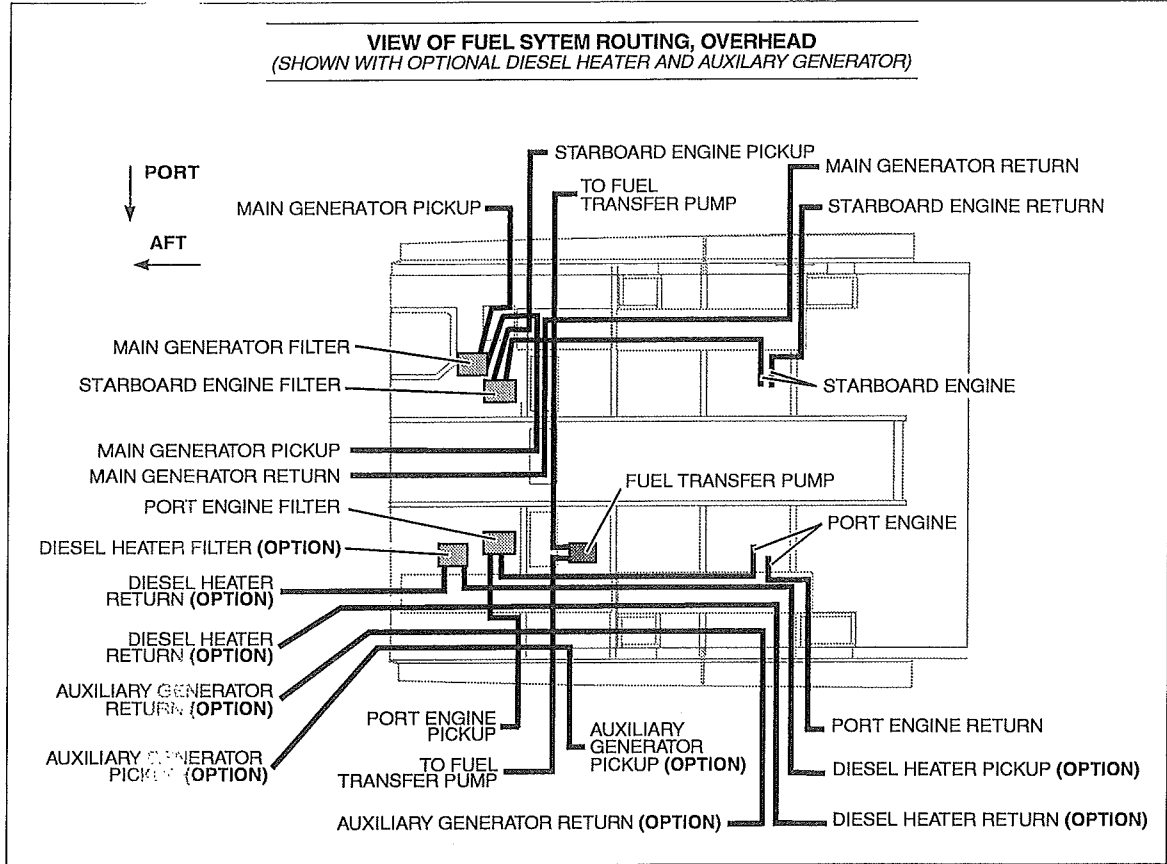 VIEW OF FUEL SYTEM ROUTING, OVERHEAD
(SHOWN WITH OPTIONAL DIESEL HEATER AND AUXILARY GENERATOR)
PORT
AFT
STARBOARD ENGINE PICKUP
MAIN GENERATOR RETURN
TO FUEL
TRANSFER PUMP
MAIN GENERATOR PICKUP
STARBOARD ENGINE RETURN
MAIN GENERATOR FILTER
STARBOARD ENGINE FILTER
STARBOARD ENGINE
MAIN GENERATOR PICKUP
MAIN GENERATOR RETURN
FUEL TRANSFER PUMP
PORT ENGINE FILTER
PORT ENGINE
DIESEL HEATER FILTER (OPTION)
DIESEL HEATER
RETURN (OPTION)
DIESEL HEATER
RETURN (OPTION)
AUXILIARY GENERATOR
RETURN (OPTION)
AUXILIARY GENERATOR
PICKUP (OPTION)
PORT ENGINE
PICKUP
TO FUEL
TRANSFER PUMP
AUXILIARY
GENERATOR
PICKUP (OPTION)
PORT ENGINE RETURN
DIESEL HEATER PICKUP (OPTION)
AUXILIARY GENERATOR RETURN (OPTION)
DIESEL HEATER RETURN (OPTION)